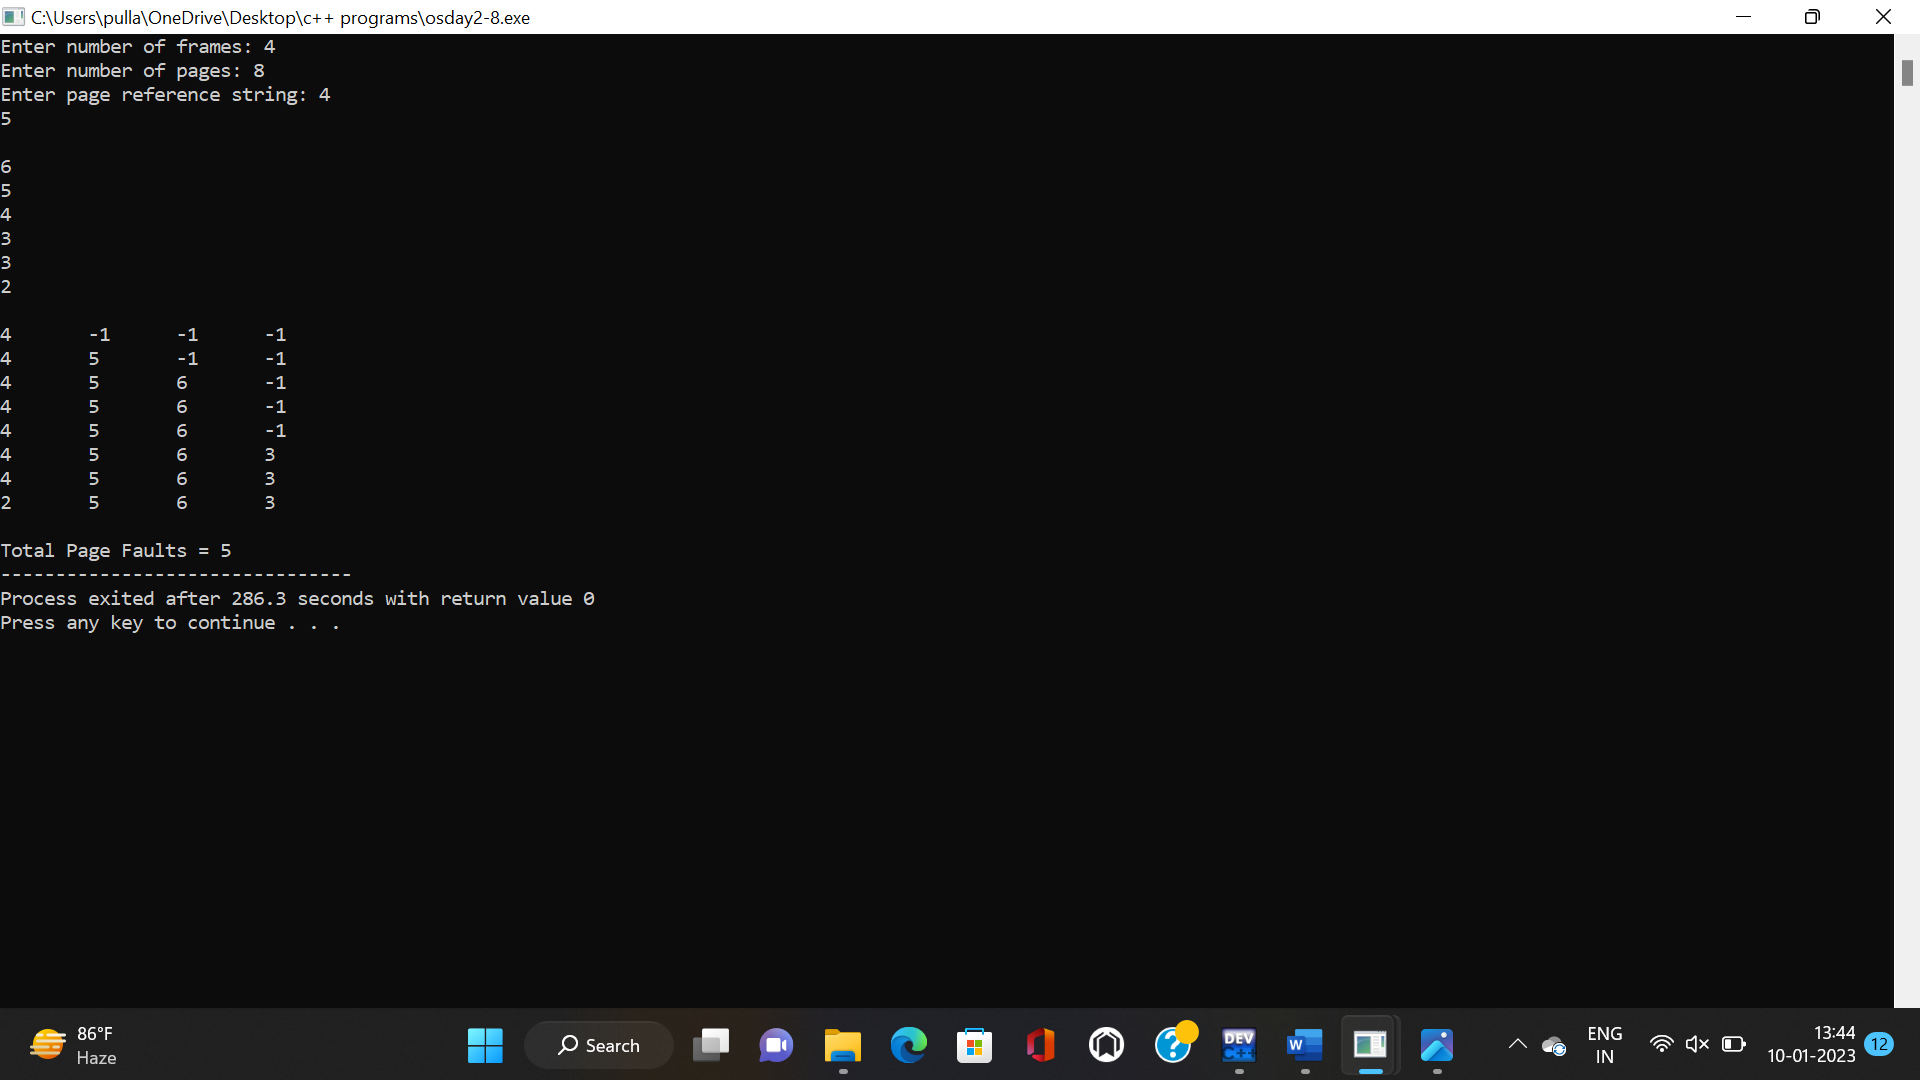 C:\Users\pulla\OneDrive\Desktop\c++ programs\osday2-8.exe
Enter number of frames: 4
Enter number of pages: 8
Enter page reference string: 4
5
6
5
4
3
3
2
4 -1 -1 -1
4 5 -1 -1
4 5 6 -1
4 5 6 -1
4 5 6 -1
4 5 6 3
4 5 6 3
2 5 6 3
Total Page Faults = 5
--------------------------------
Process exited after 286.3 seconds with return value 0
Press any key to continue . . .
86°F
Haze
Search
DEV
C++
W
ENG
IN
13:44
10-01-2023
12